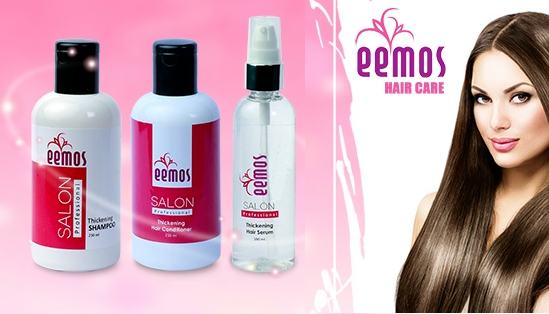 eemos
SALON
Professional
Thickening
SHAMPOO
250 ml
eemos
SALON
Professional
Thickening
Hair Conditioner
250 ml
eemos
SALON
Professional
Thickening
Hair Serum
100 ml
eemos
HAIR CARE